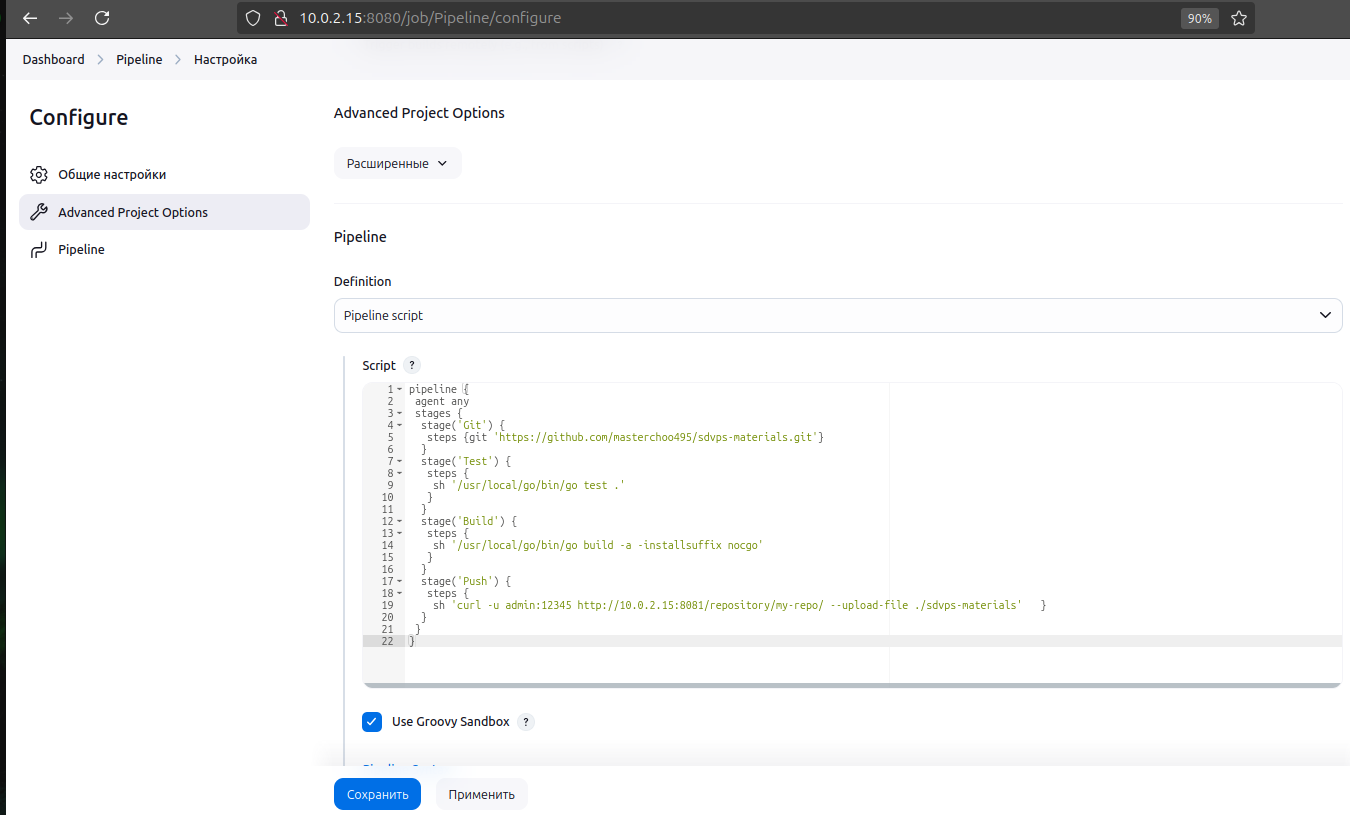 10.0.2.15:8080/job/Pipeline/configure
90%
Dashboard
Pipeline
Настройка
Configure
Общие настройки
Advanced Project Options
Pipeline
Advanced Project Options
Расширенные
Pipeline
Definition
Pipeline script
Script ?
1 pipeline {
2 agent any
3 stages {
4 stage('Git') {
5 steps {git 'https://github.com/masterchoo495/sdvps-materials.git'}
6 }
7 stage('Test') {
8 steps {
9 sh '/usr/local/go/bin/go test .'
10 }
11 }
12 stage('Build') {
13 steps {
14 sh '/usr/local/go/bin/go build -a -installsuffix nocgo'
15 }
16 }
17 stage('Push') {
18 steps {
19 sh 'curl -u admin:12345 http://10.0.2.15:8081/repository/my-repo/ --upload-file ./sdvps-materials' }
20 }
21 }
22 }
Use Groovy Sandbox ?
Сохранить
Применить